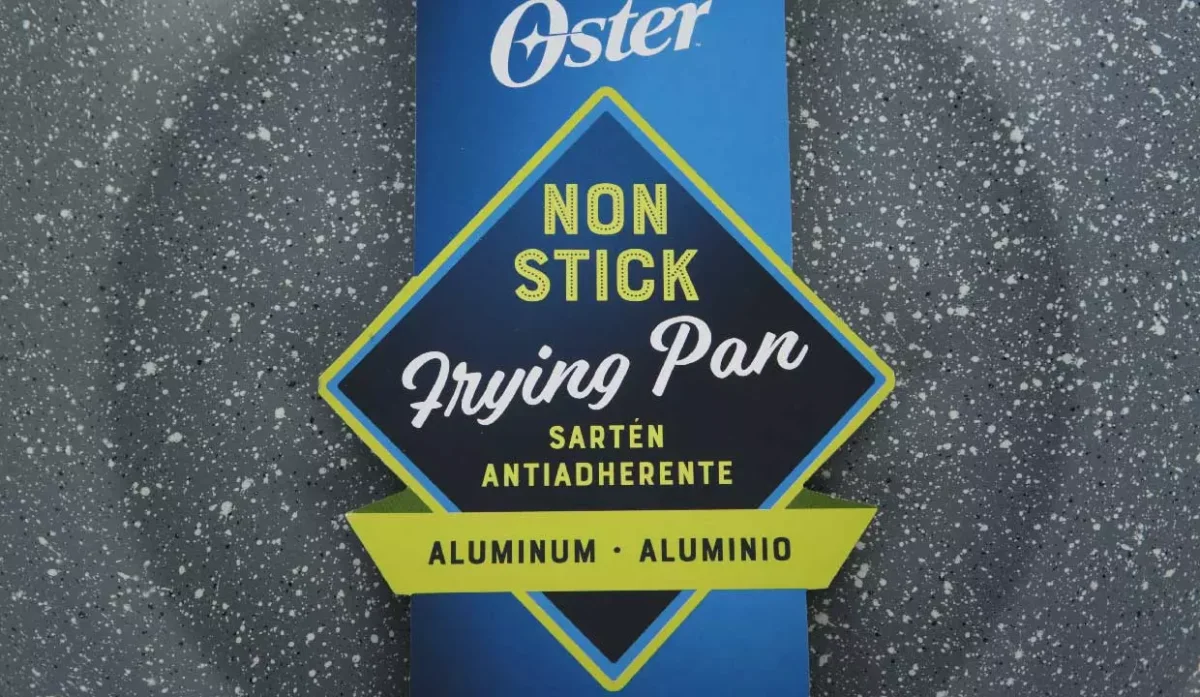 Oster
NON
STICK
Frying Pan
SARTÉN
ANTIADHERENTE
ALUMINUM · ALUMINIO